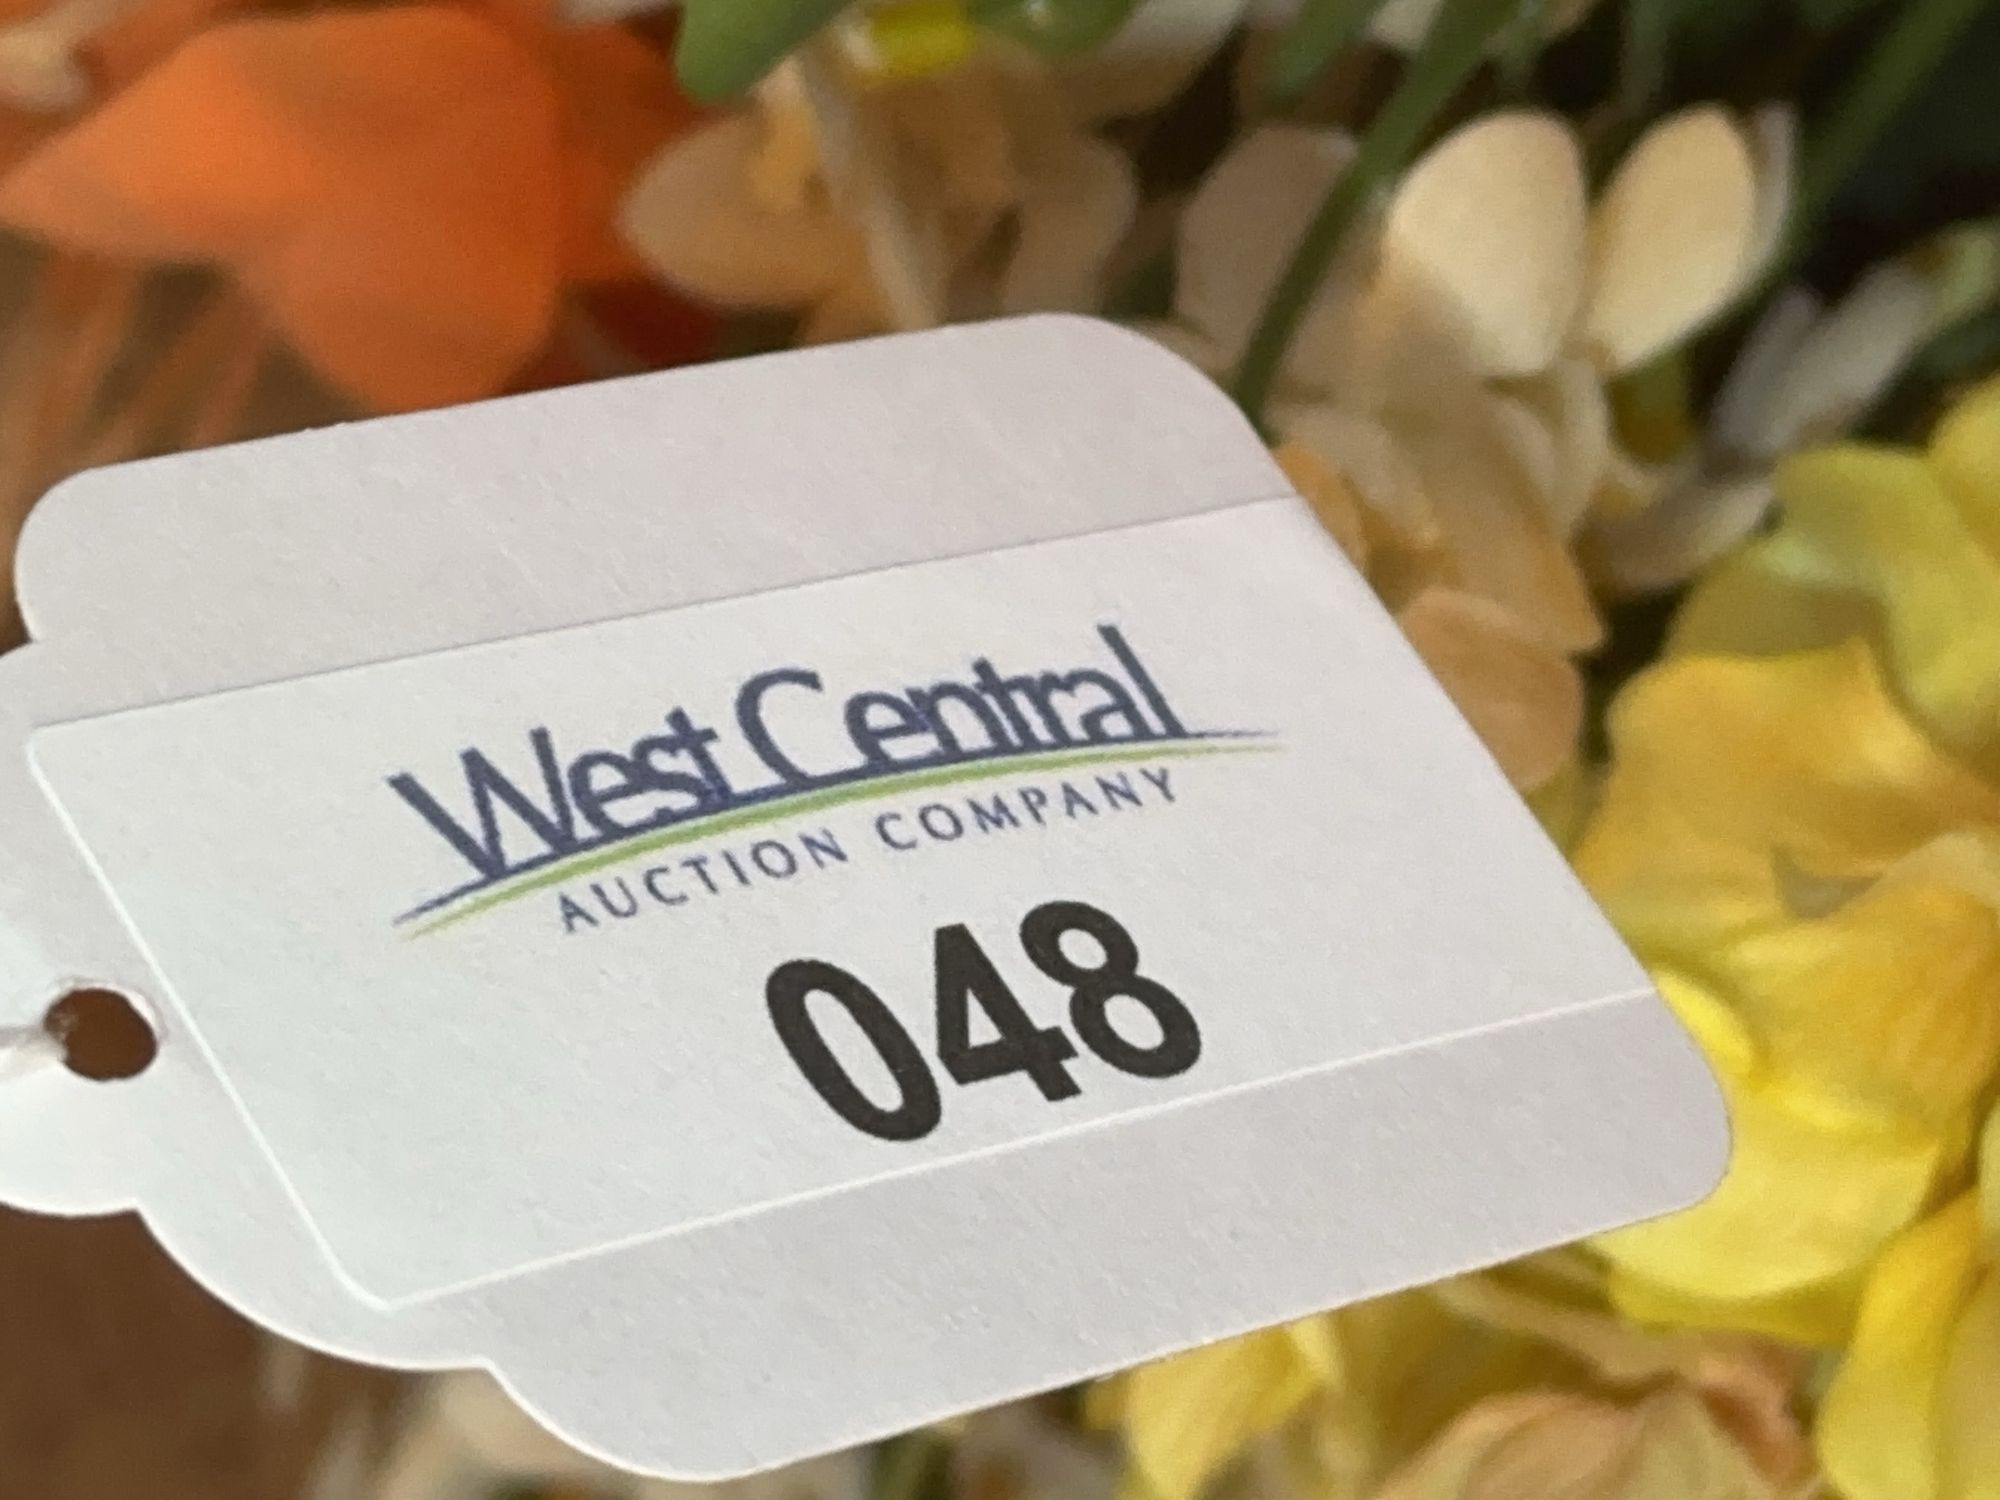 West Central
AUCTION COMPANY
048